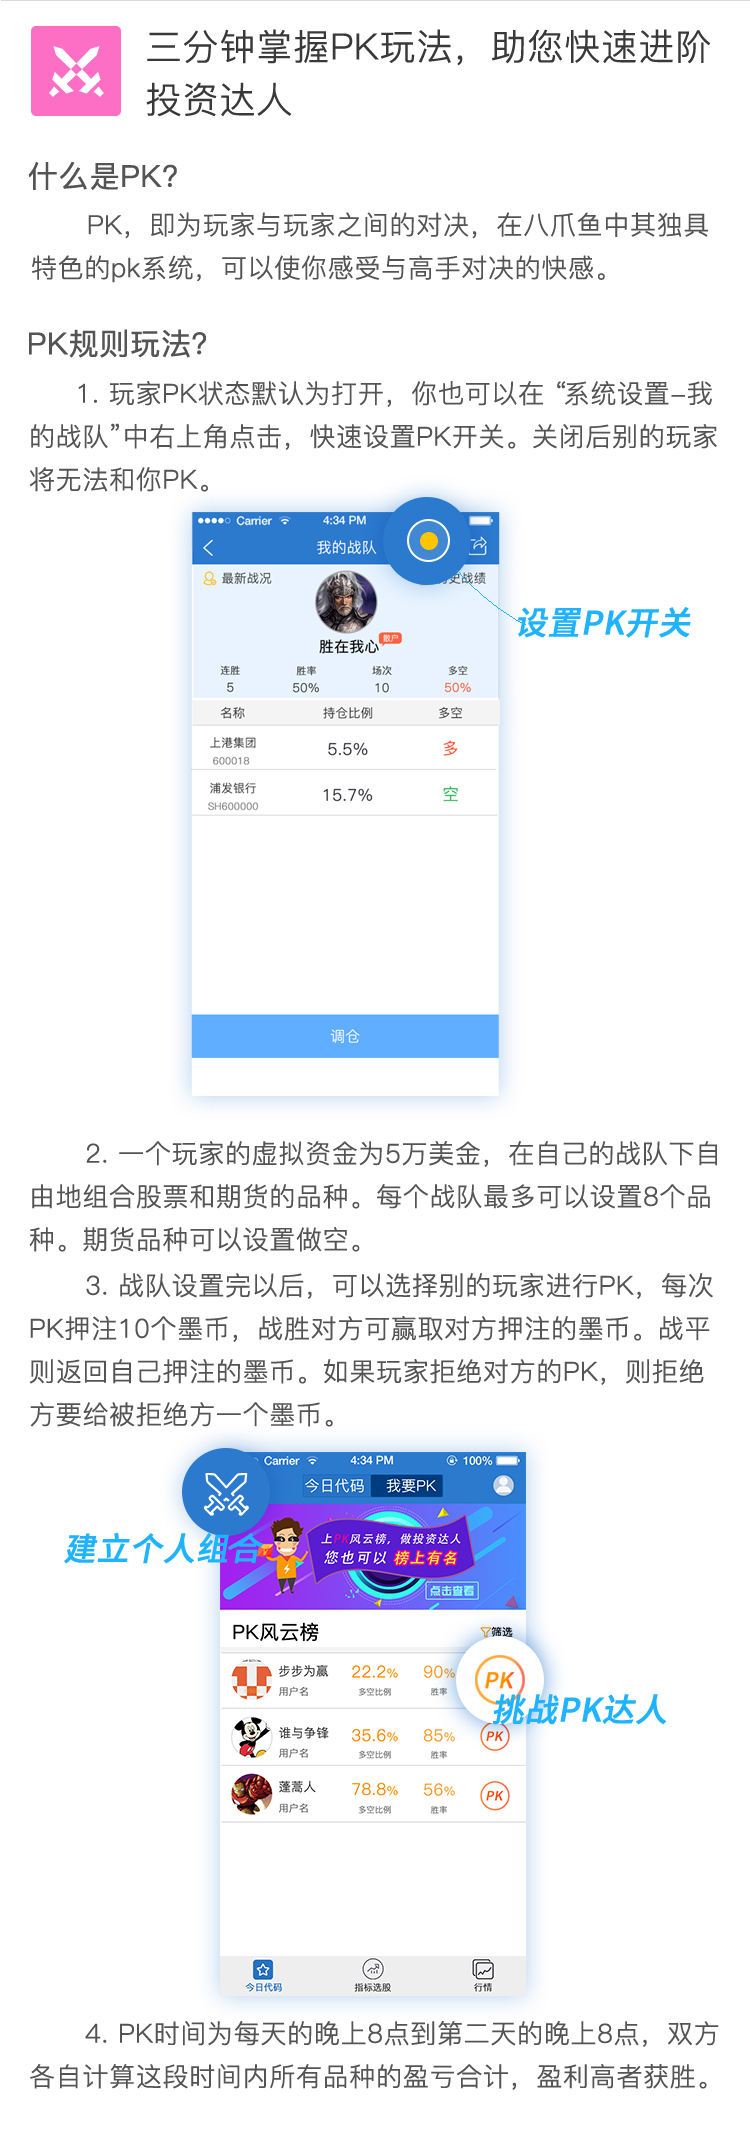 三分钟掌握PK玩法，助您快速进阶
投资达人
什么是PK？
PK，即为玩家与玩家之间的对决，在八爪鱼中其独具
特色的pk系统，可以使你感受与高手对决的快感。
PK规则玩法？
1. 玩家PK状态默认为打开，你也可以在 “系统设置-我
的战队”中右上角点击，快速设置PK开关。关闭后别的玩家
将无法和你PK。
Carrier 4:34 PM
我的战队
最新战况 史战绩
胜在我心 散户
设置PK开关
连胜 胜率 场次 多空
5 50% 10 50%
名称 持仓比例 多空
上港集团 5.5% 多
600018
浦发银行 15.7% 空
SH600000
调仓
2. 一个玩家的虚拟资金为5万美金，在自己的战队下自
由地组合股票和期货的品种。每个战队最多可以设置8个品
种。期货品种可以设置做空。
3. 战队设置完以后，可以选择别的玩家进行PK，每次
PK押注10个墨币，战胜对方可赢取对方押注的墨币。战平
则返回自己押注的墨币。如果玩家拒绝对方的PK，则拒绝
方要给被拒绝方一个墨币。
Carrier 4:34 PM 100%
今日代码 我要PK
建立个人组合
上PK风云榜，做投资达人
您也可以 榜上有名
点击查看
PK风云榜 筛选
步步为赢 22.2% 90% PK
用户名 多空比例 胜率
挑战PK达人
谁与争锋 35.6% 85% PK
用户名 多空比例 胜率
蓬蒿人 78.8% 56% PK
用户名 多空比例 胜率
今日代码 指标选股 行情
4. PK时间为每天的晚上8点到第二天的晚上8点，双方
各自计算这段时间内所有品种的盈亏合计，盈利高者获胜。